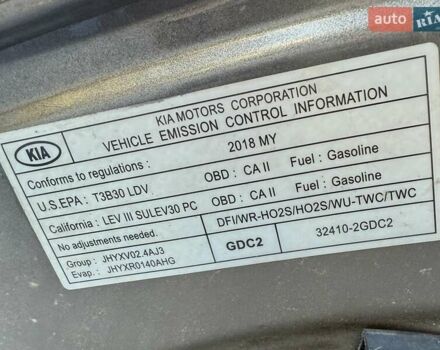 auto RIA
KIA
KIA MOTORS CORPORATION
VEHICLE EMISSION CONTROL INFORMATION
Conforms to regulations : 2018 MY
U.S.EPA : T3B30 LDV OBD : CA II Fuel : Gasoline
California : LEV III SULEV30 PC OBD : CA II Fuel : Gasoline
No adjustments needed. DFI/WR-HO2S/HO2S/WU-TWC/TWC
Group : JHYXV02.4AJ3 GDC2 32410-2GDC2
Evap. : JHYXR0140AHG